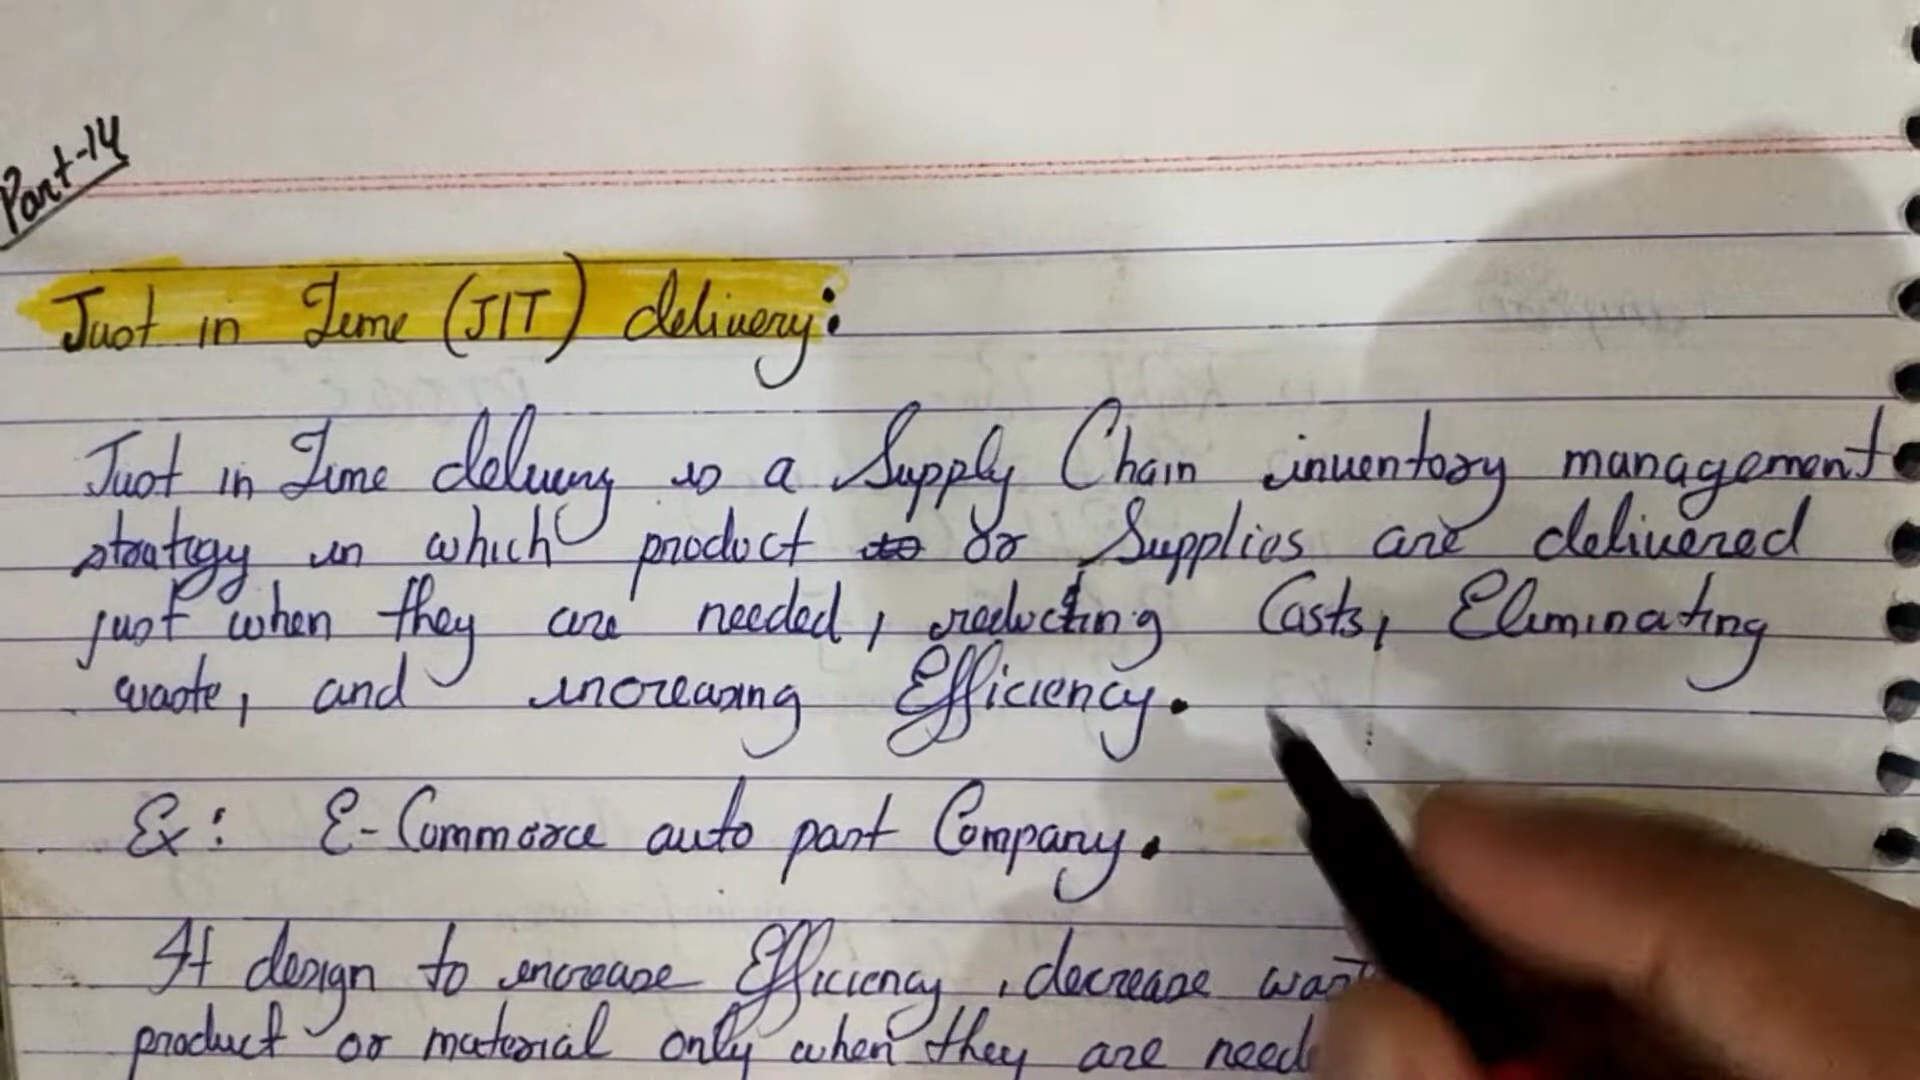 Part-14
Just in Time (JIT) delivery:
Just in Time delivery is a Supply Chain inventory management
strategy in which product or Supplies are delivered
just when they are needed, reducting Costs, Eliminating
waste, and increasing Efficiency.
Ex: E-Commerce auto part Company.
It design to increase Efficiency, decrease
product or material only when they are